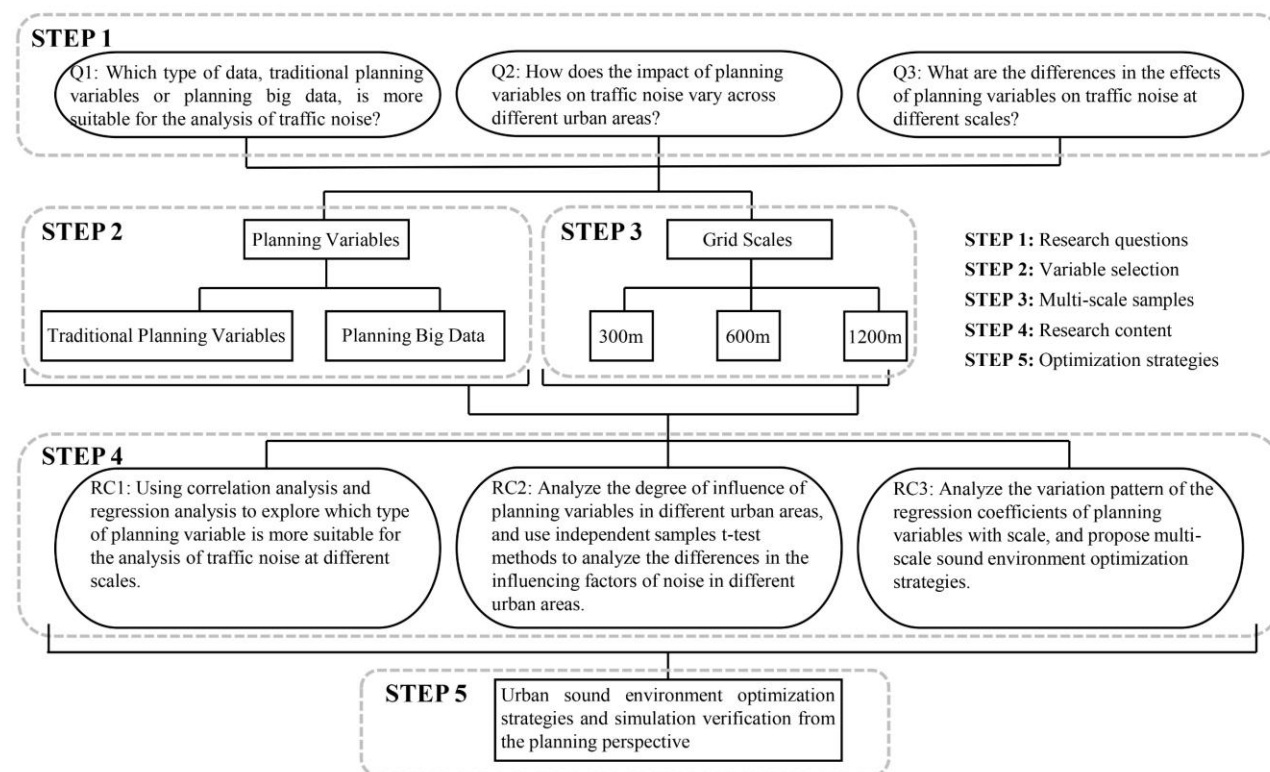 STEP 1
Q1: Which type of data, traditional planning
variables or planning big data, is more
suitable for the analysis of traffic noise?
Q2: How does the impact of planning
variables on traffic noise vary across
different urban areas?
Q3: What are the differences in the effects
of planning variables on traffic noise at
different scales?
STEP 2
Planning Variables
Traditional Planning Variables
Planning Big Data
STEP 3
Grid Scales
300m
600m
1200m
STEP 1: Research questions
STEP 2: Variable selection
STEP 3: Multi-scale samples
STEP 4: Research content
STEP 5: Optimization strategies
STEP 4
RC1: Using correlation analysis and
regression analysis to explore which type
of planning variable is more suitable for
the analysis of traffic noise at different
scales.
RC2: Analyze the degree of influence of
planning variables in different urban areas,
and use independent samples t-test
methods to analyze the differences in the
influencing factors of noise in different
urban areas.
RC3: Analyze the variation pattern of the
regression coefficients of planning
variables with scale, and propose multi-
scale sound environment optimization
strategies.
STEP 5
Urban sound environment optimization
strategies and simulation verification from
the planning perspective